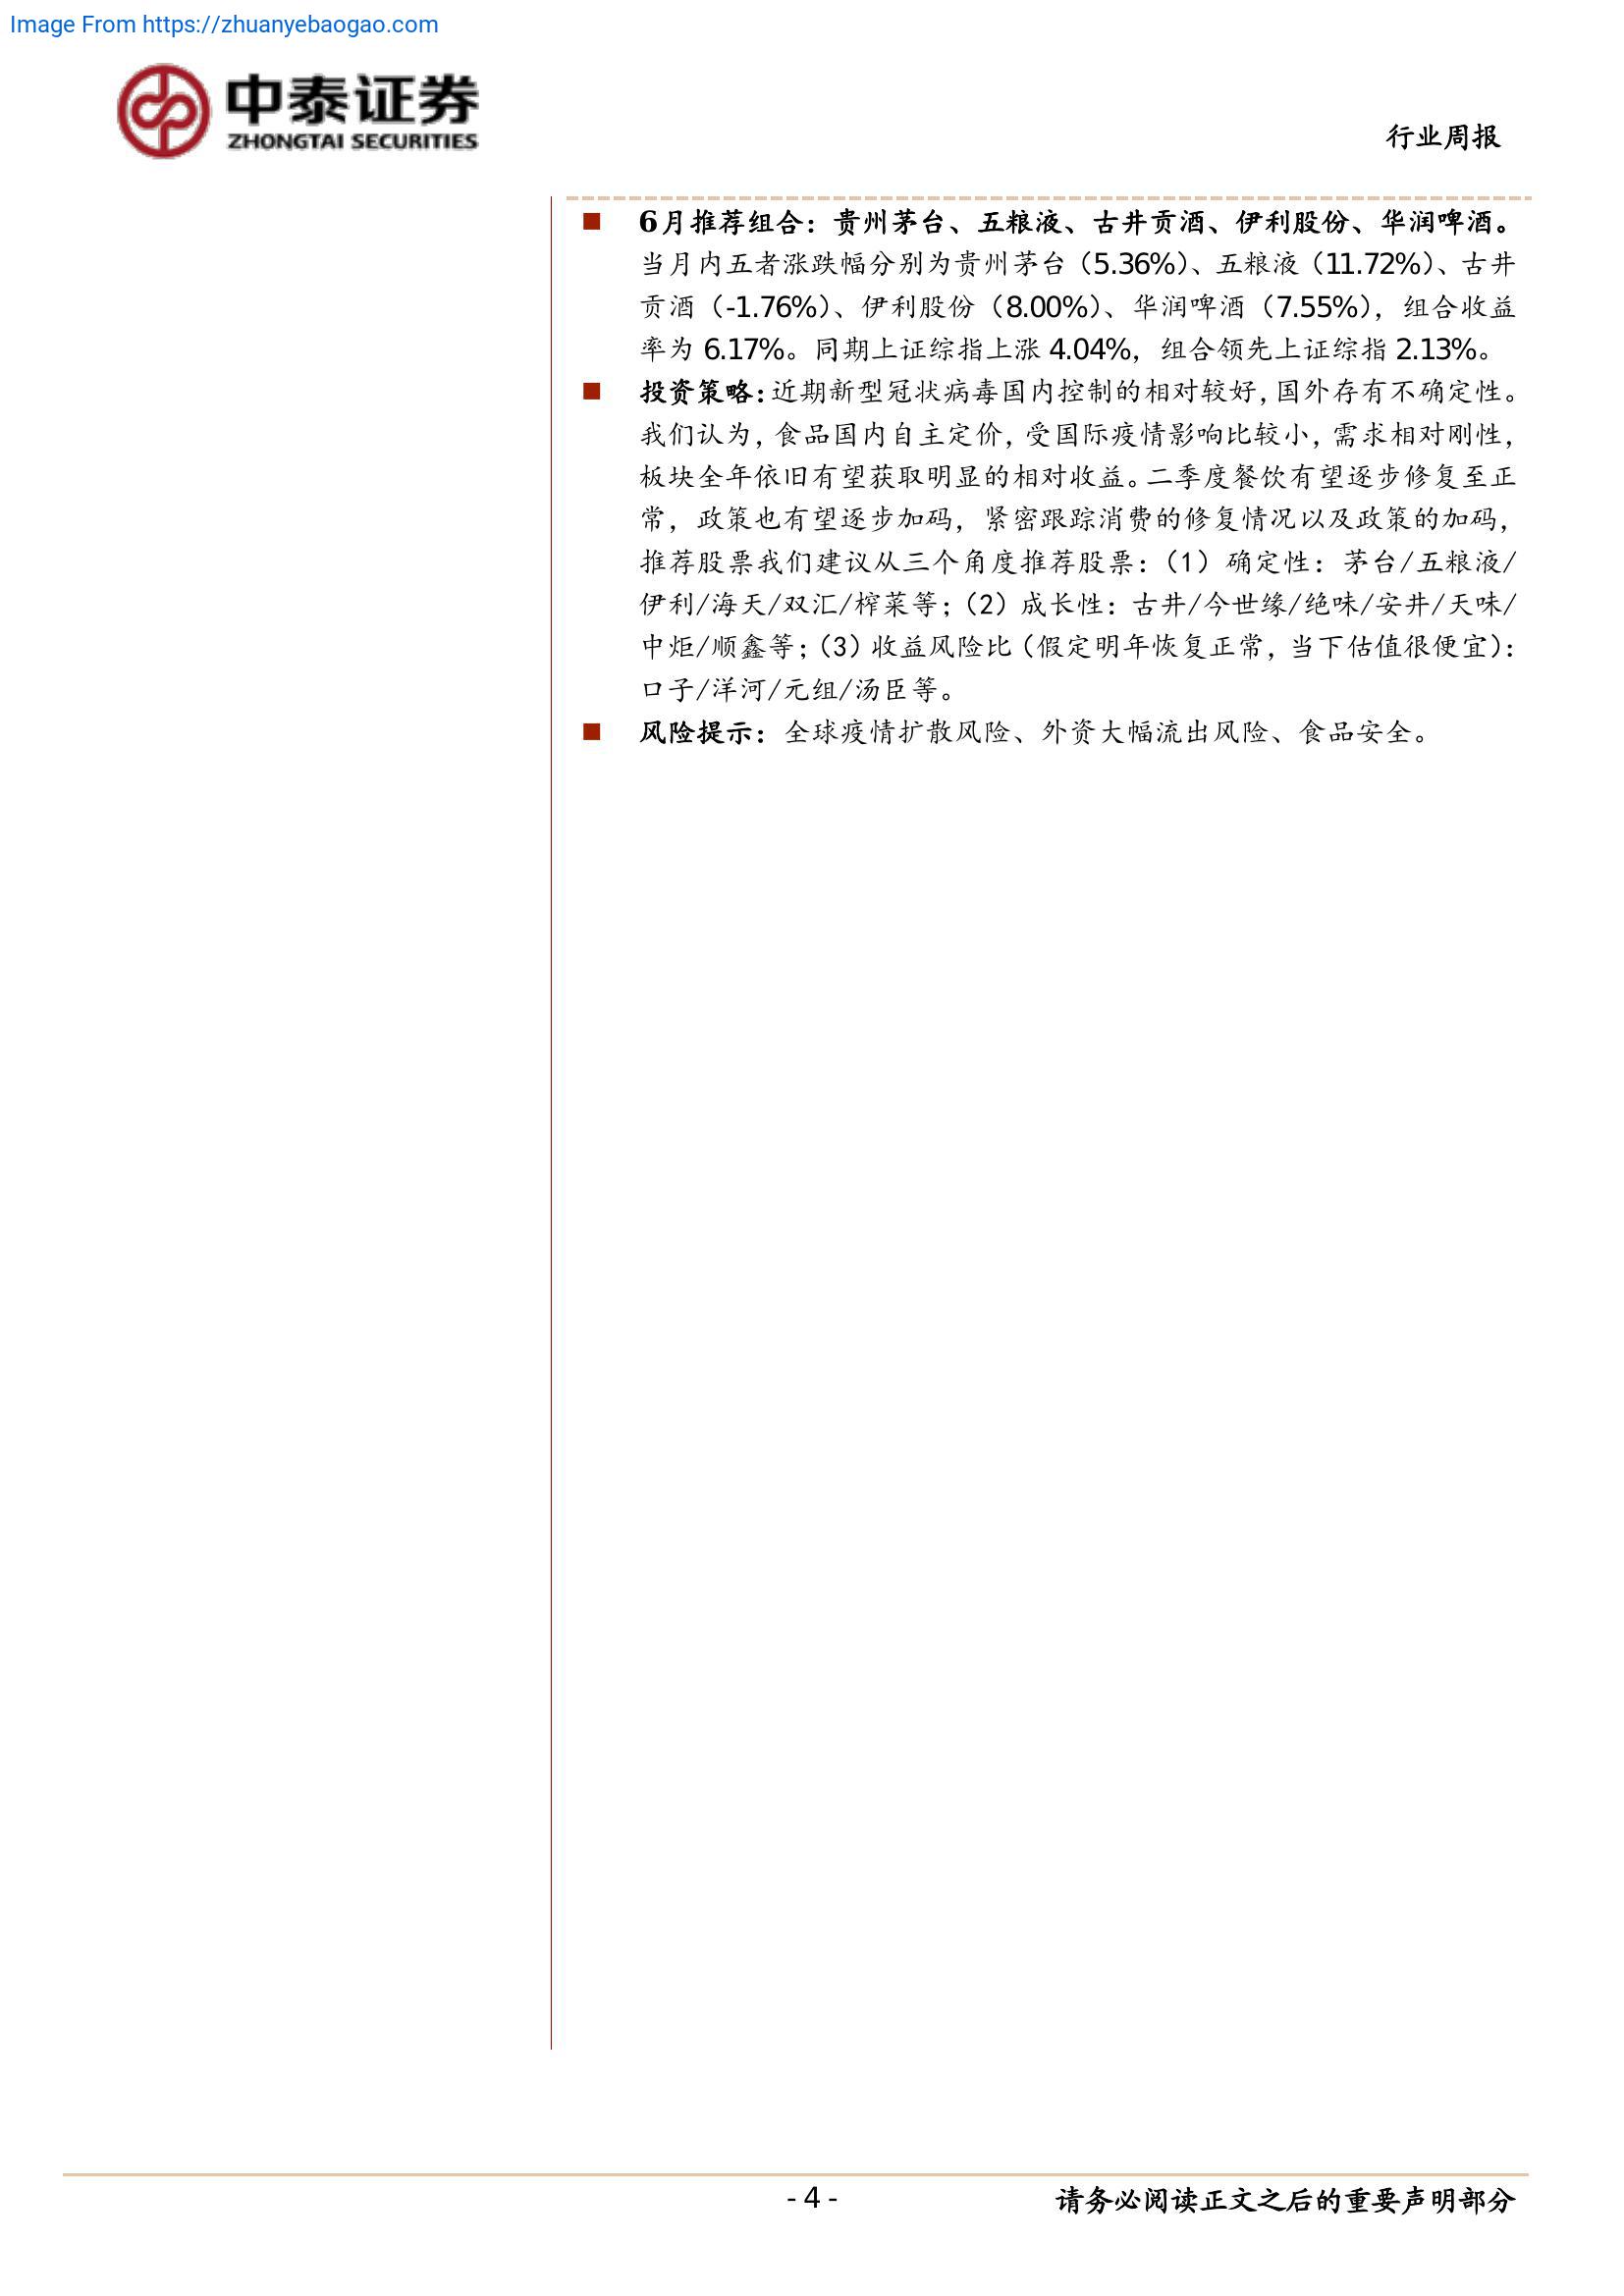 Image From https://zhuanyebaogao.com
中泰证券
ZHONGTAI SECURITIES
行业周报
6月推荐组合：贵州茅台、五粮液、古井贡酒、伊利股份、华润啤酒。
当月内五者涨跌幅分别为贵州茅台（5.36%）、五粮液（11.72%）、古井
贡酒（-1.76%）、伊利股份（8.00%）、华润啤酒（7.55%），组合收益
率为 6.17%。同期上证综指上涨 4.04%，组合领先上证综指 2.13%。
投资策略：近期新型冠状病毒国内控制的相对较好，国外存有不确定性。
我们认为，食品国内自主定价，受国际疫情影响比较小，需求相对刚性，
板块全年依旧有望获取明显的相对收益。二季度餐饮有望逐步修复至正
常，政策也有望逐步加码，紧密跟踪消费的修复情况以及政策的加码，
推荐股票我们建议从三个角度推荐股票：（1）确定性：茅台/五粮液/
伊利/海天/双汇/榨菜等；（2）成长性：古井/今世缘/绝味/安井/天味/
中炬/顺鑫等；（3）收益风险比（假定明年恢复正常，当下估值很便宜）：
口子/洋河/元组/汤臣等。
风险提示：全球疫情扩散风险、外资大幅流出风险、食品安全。
- 4 -
请务必阅读正文之后的重要声明部分